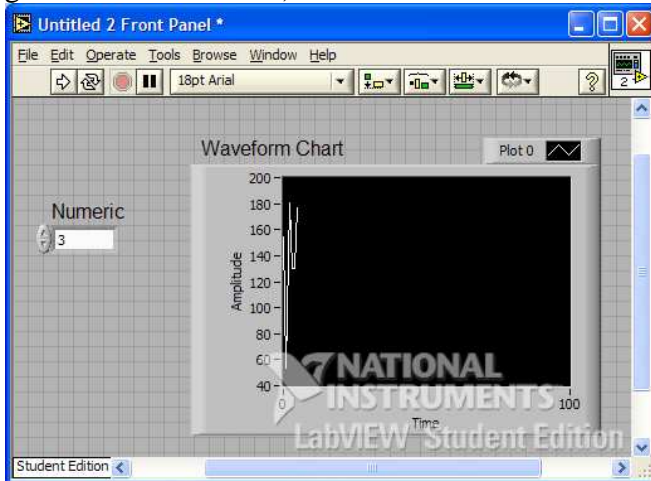 Untitled 2 Front Panel *
File Edit Operate Tools Browse Window Help
18pt Arial
2
Waveform Chart
Plot 0
Numeric
3
200
180
160
140
120
100
80
60
40
Amplitude
0
100
Time
NATIONAL
INSTRUMENTS
LabVIEW Student Edition
Student Edition